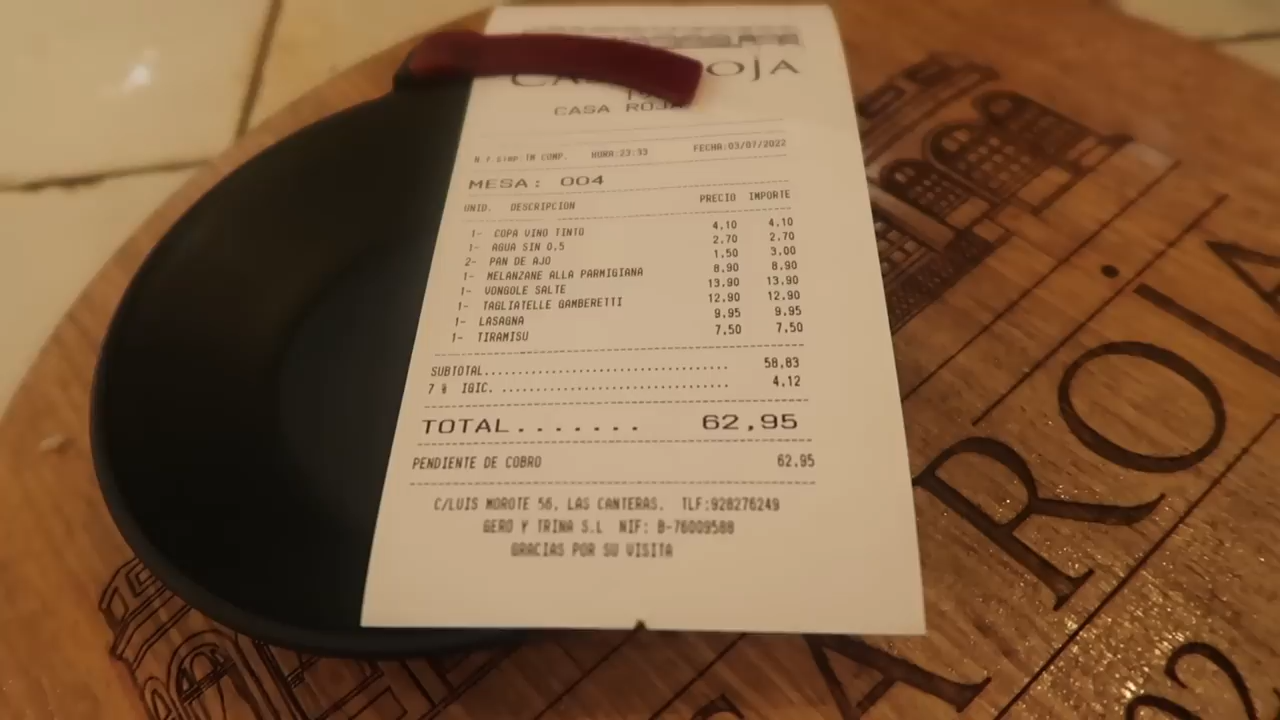 OJA
CASA ROJA
HORA:23:33 FECHA:03/07/2022
MESA: 004
UNID. DESCRIPCION PRECIO IMPORTE
1- COPA VINO TINTO 4,10 4,10
1- AGUA SIN 0,5 2,70 2,70
2- PAN DE AJO 1,50 3,00
1- MELANZANE ALLA PARMIGIANA 8,90 8,90
1- VONGOLE SALTE 13,90 13,90
1- TAGLIATELLE GAMBERETTI 12,90 12,90
1- LASAGNA 9,95 9,95
1- TIRAMISU 7,50 7,50
SUBTOTAL................................. 58,83
7 % IGIC. ............................... 4,12
TOTAL....... 62,95
PENDIENTE DE COBRO 62,95
C/LUIS MOROTE 56, LAS CANTERAS. TLF:928276249
GERO Y TRINA S.L NIF: B-76009588
GRACIAS POR SU VISITA
A ROJA
02